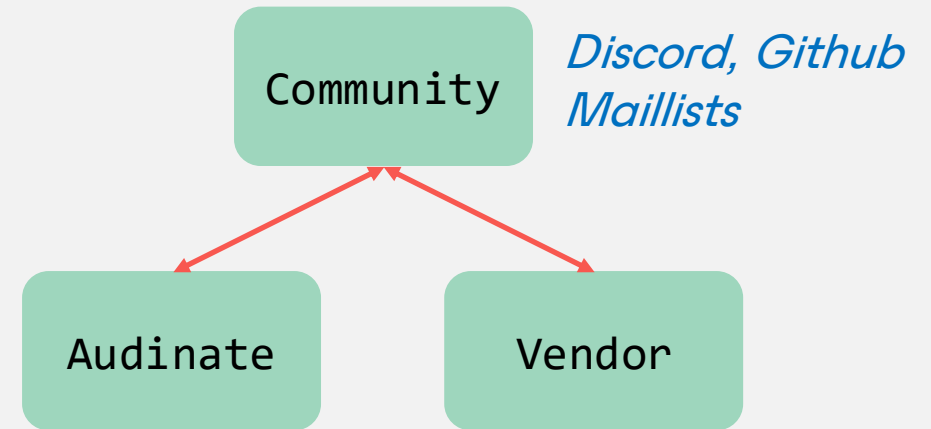 Community
Discord, Github
Maillists
Audinate
Vendor